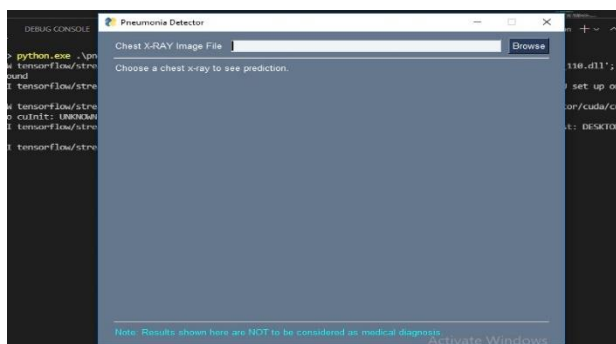 DEBUG CONSOLE
Pneumonia Detector
Chest X-RAY Image File
Browse
Choose a chest x-ray to see prediction.
> python.exe .\pn
W tensorflow/stre
110.dll';
ound
I tensorflow/stre
set up
W tensorflow/stre
or/cuda/cu
o cuInit: UNKNOWN
I tensorflow/stre
t: DESKTO
I tensorflow/stre
Note: Results shown here are NOT to be considered as medical diagnosis.
Activate Windows